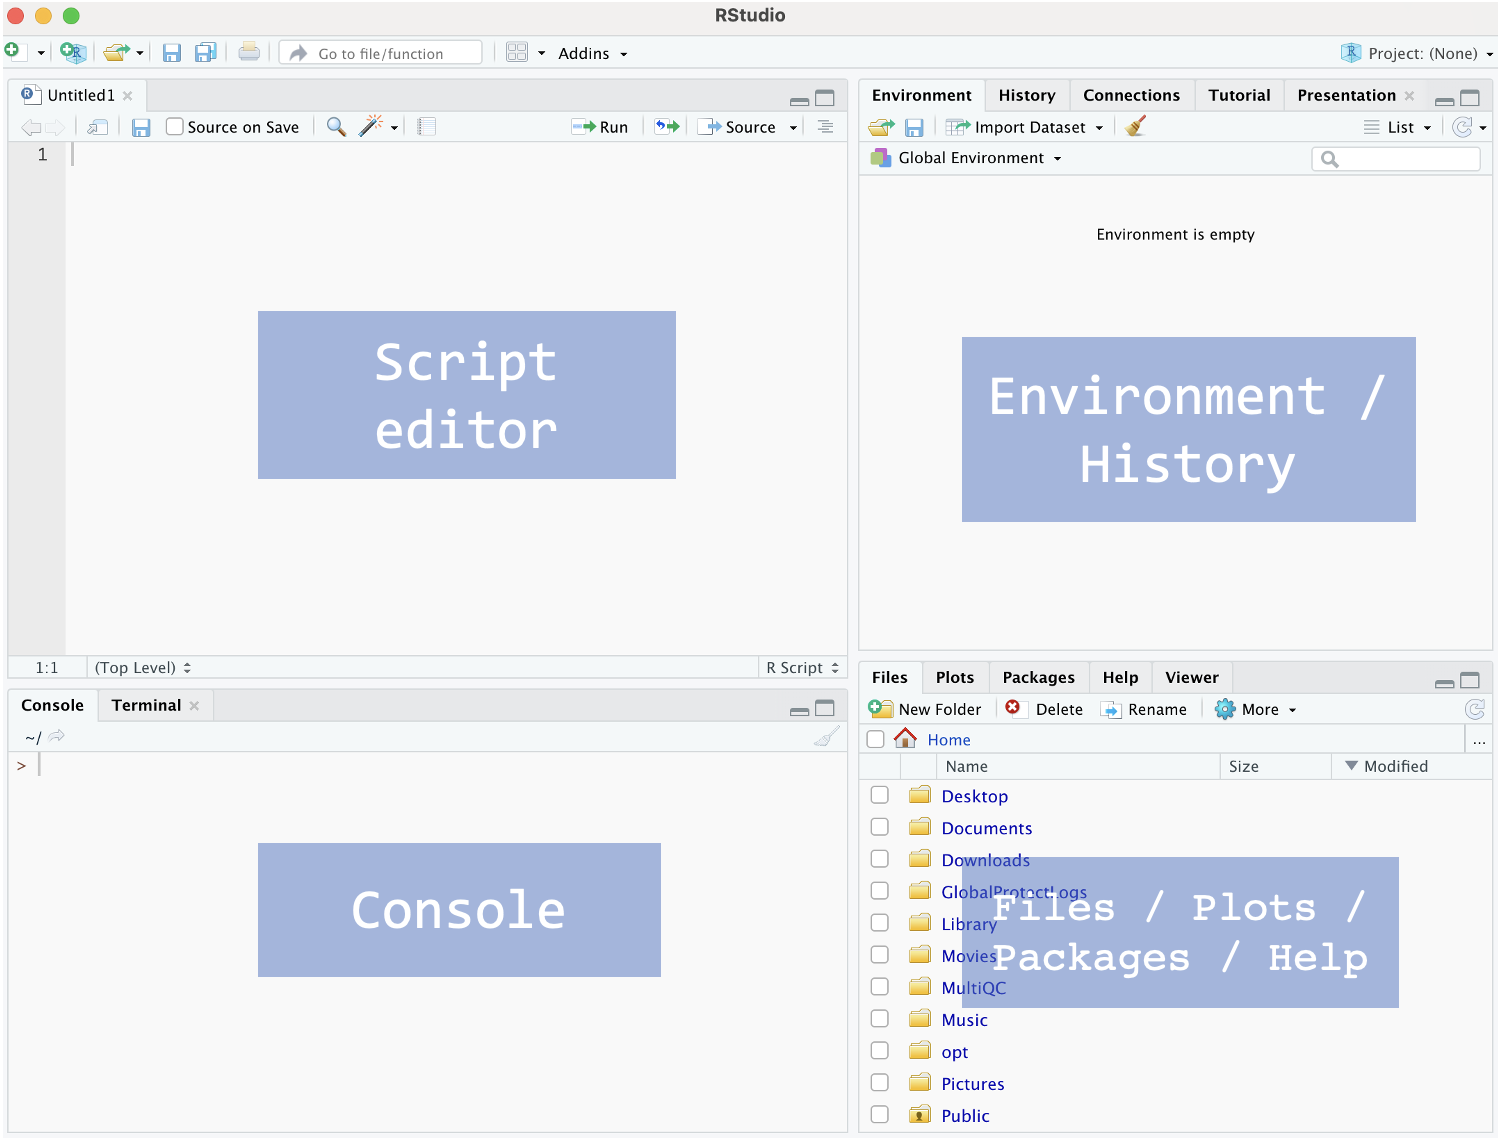 RStudio
Go to file/function
Addins
Project: (None)
Untitled1
Source on Save
Run
Source
1
Script
editor
1:1
(Top Level)
R Script
Console
Terminal
~/
>
Console
Environment
History
Connections
Tutorial
Presentation
Import Dataset
List
Global Environment
Environment is empty
Environment /
History
Files
Plots
Packages
Help
Viewer
New Folder
Delete
Rename
More
Home
...
Name
Size
Modified
Desktop
Documents
Downloads
GlobalProtectLogs
Library
Movies
MultiQC
Music
opt
Pictures
Public
Files / Plots /
Packages / Help